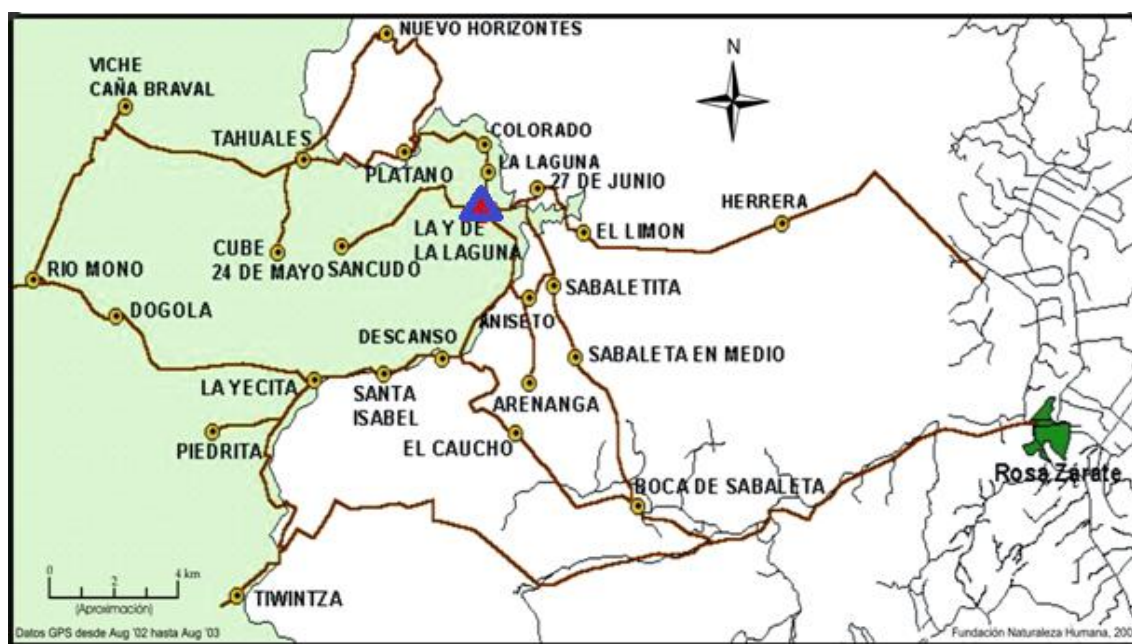 NUEVO HORIZONTES
N
VICHE
CAÑA BRAVAL
TAHUALES
COLORADO
LA LAGUNA
27 DE JUNIO
PLATANO
HERRERA
LA Y DE
LA LAGUNA
EL LIMON
CUBE
24 DE MAYO
SANCUDO
RIO MONO
SABALETITA
DOGOLA
ANISETO
DESCANSO
SABALETA EN MEDIO
LA YECITA
SANTA
ISABEL
ARENANGA
PIEDRITA
EL CAUCHO
Rosa Zárate
BOCA DE SABALETA
0 2 4 km
(Aproximación)
TIWINTZA
Datos GPS desde Aug '02 hasta Aug '03
Fundación Naturaleza Humana,